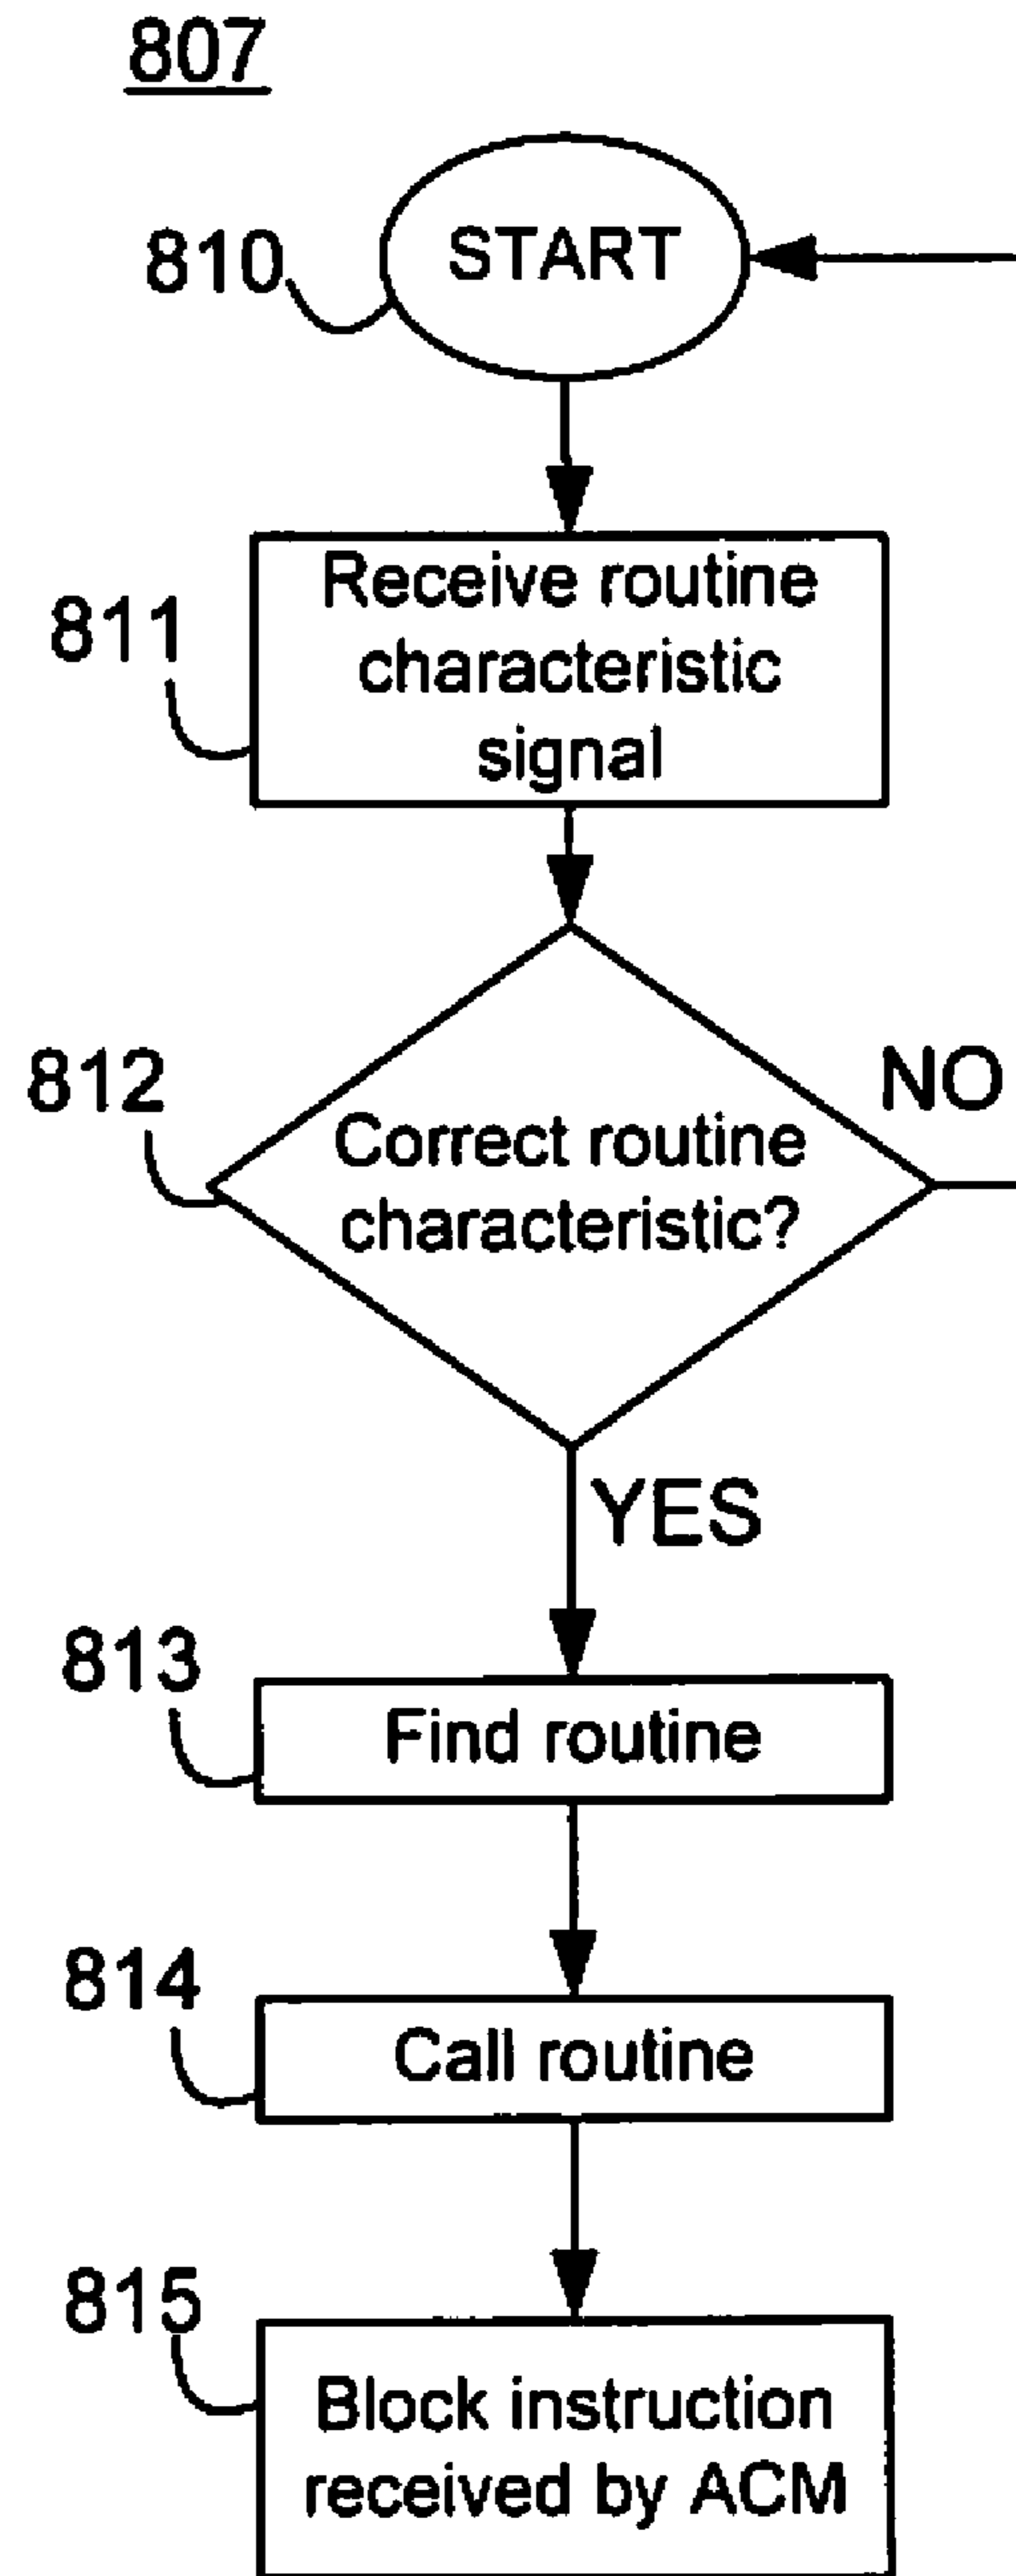 807
810
START
811
Receive routine
characteristic
signal
812
NO
Correct routine
characteristic?
YES
813
Find routine
814
Call routine
815
Block instruction
received by ACM